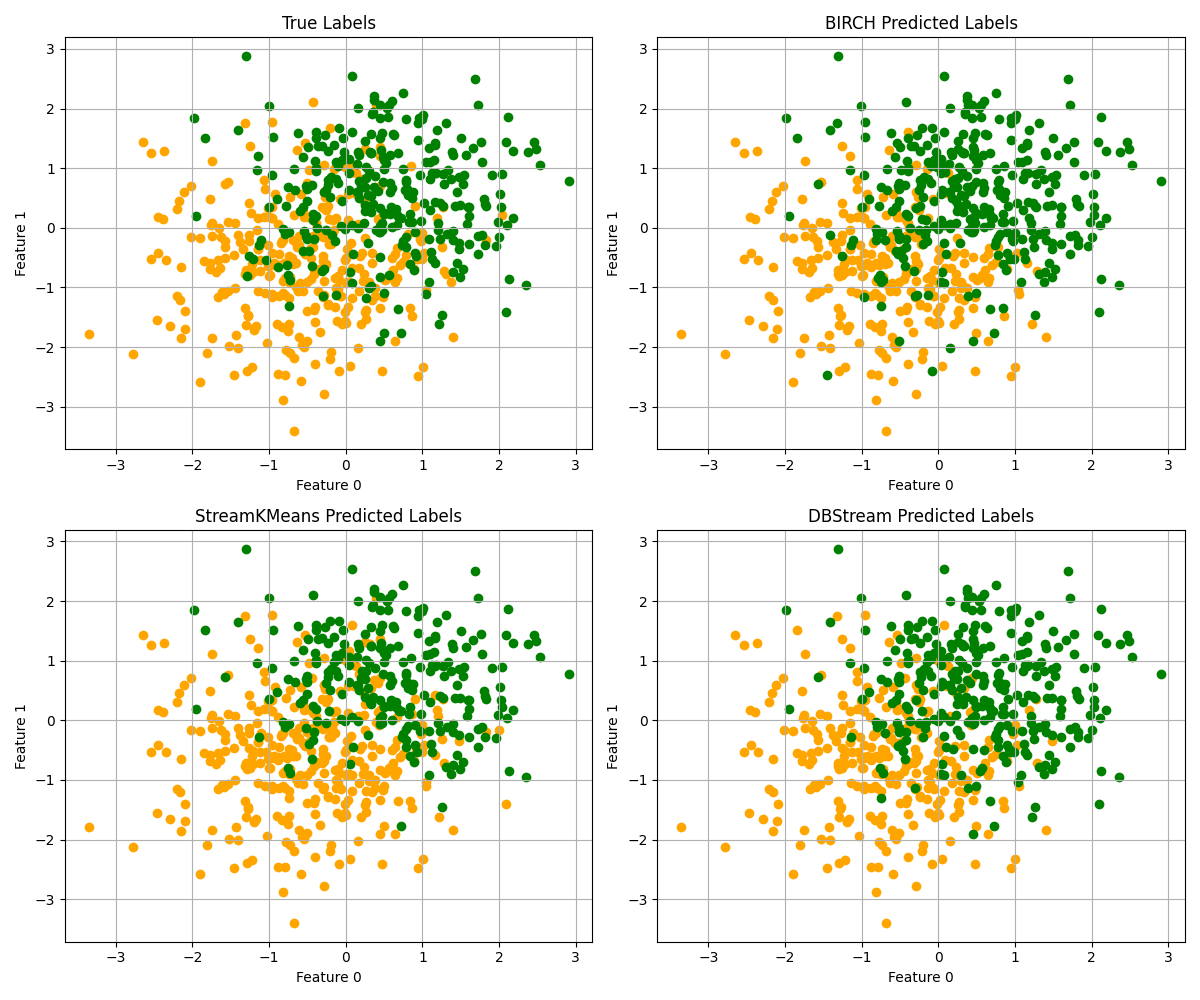 True Labels
3
2
1
0
−1
−2
−3
Feature 1
−3 −2 −1 0 1 2 3
Feature 0
BIRCH Predicted Labels
3
2
1
0
−1
−2
−3
Feature 1
−3 −2 −1 0 1 2 3
Feature 0
StreamKMeans Predicted Labels
3
2
1
0
−1
−2
−3
Feature 1
−3 −2 −1 0 1 2 3
Feature 0
DBStream Predicted Labels
3
2
1
0
−1
−2
−3
Feature 1
−3 −2 −1 0 1 2 3
Feature 0